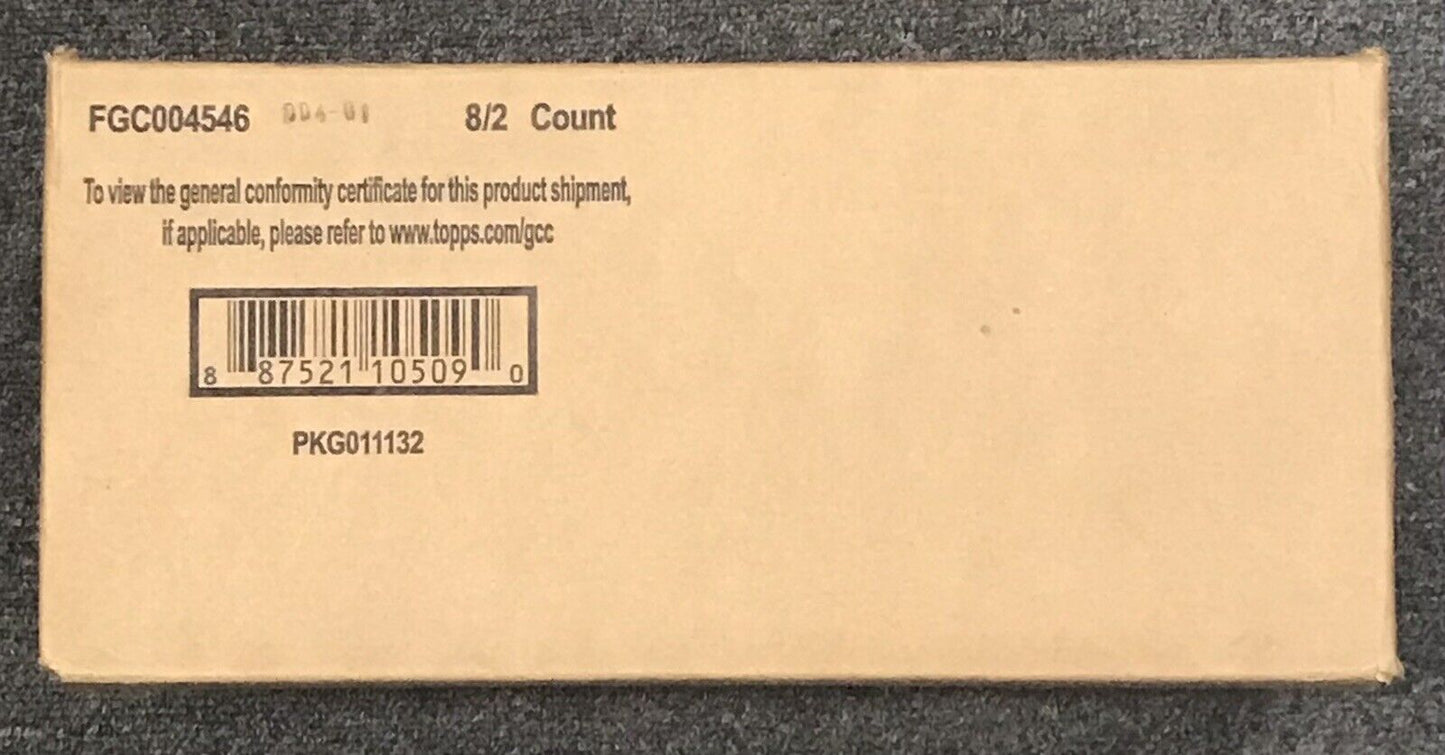 FGC004546 8/2 Count
To view the general conformity certificate for this product shipment,
if applicable, please refer to www.topps.com/gcc
8 87521 10509 0
PKG011132